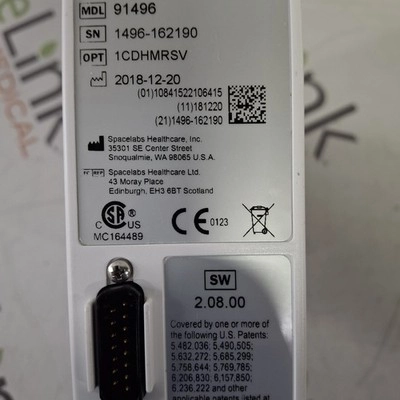 MDL 91496
SN 1496-162190
OPT 1CDHMRSV
2018-12-20
(01)10841522106415
(11)181220
(21)1496-162190
Spacelabs Healthcare, Inc.
35301 SE Center Street
Snoqualmie, WA 98065 U.S.A.
Spacelabs Healthcare Ltd.
43 Moray Place
Edinburgh, EH3 6BT Scotland
C US
MC164489
CE 0123
SW
2.08.00
Covered by one or more of
the following U.S. Patents:
5,482,036; 5,490,505;
5,632,272; 5,685,299;
5,758,644; 5,769,785;
6,206,830; 6,157,850;
6,236,222 and other
applicable patents listed at